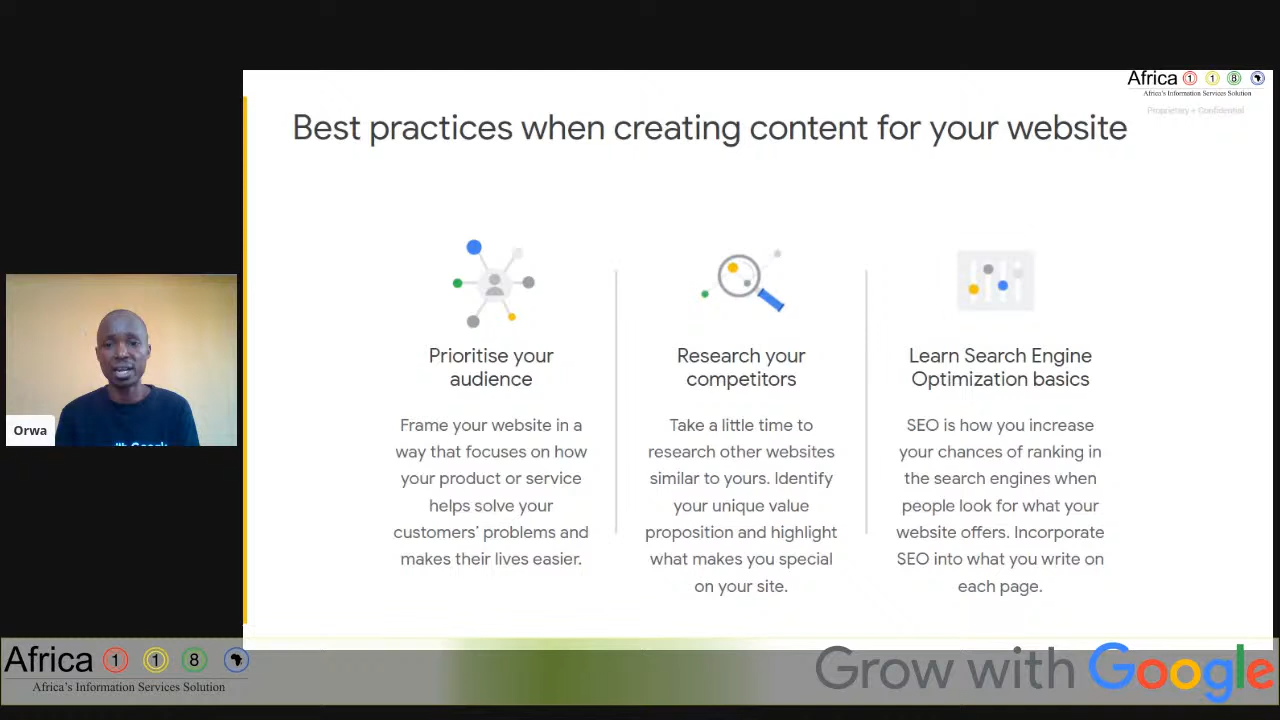 Africa 1 1 8
Africa's Information Services Solution
Proprietary + Confidential
Best practices when creating content for your website
Prioritise your
audience
Frame your website in a
way that focuses on how
your product or service
helps solve your
customers' problems and
makes their lives easier.
Research your
competitors
Take a little time to
research other websites
similar to yours. Identify
your unique value
proposition and highlight
what makes you special
on your site.
Learn Search Engine
Optimization basics
SEO is how you increase
your chances of ranking in
the search engines when
people look for what your
website offers. Incorporate
SEO into what you write on
each page.
Orwa
Africa 1 1 8
Africa's Information Services Solution
Grow with Google